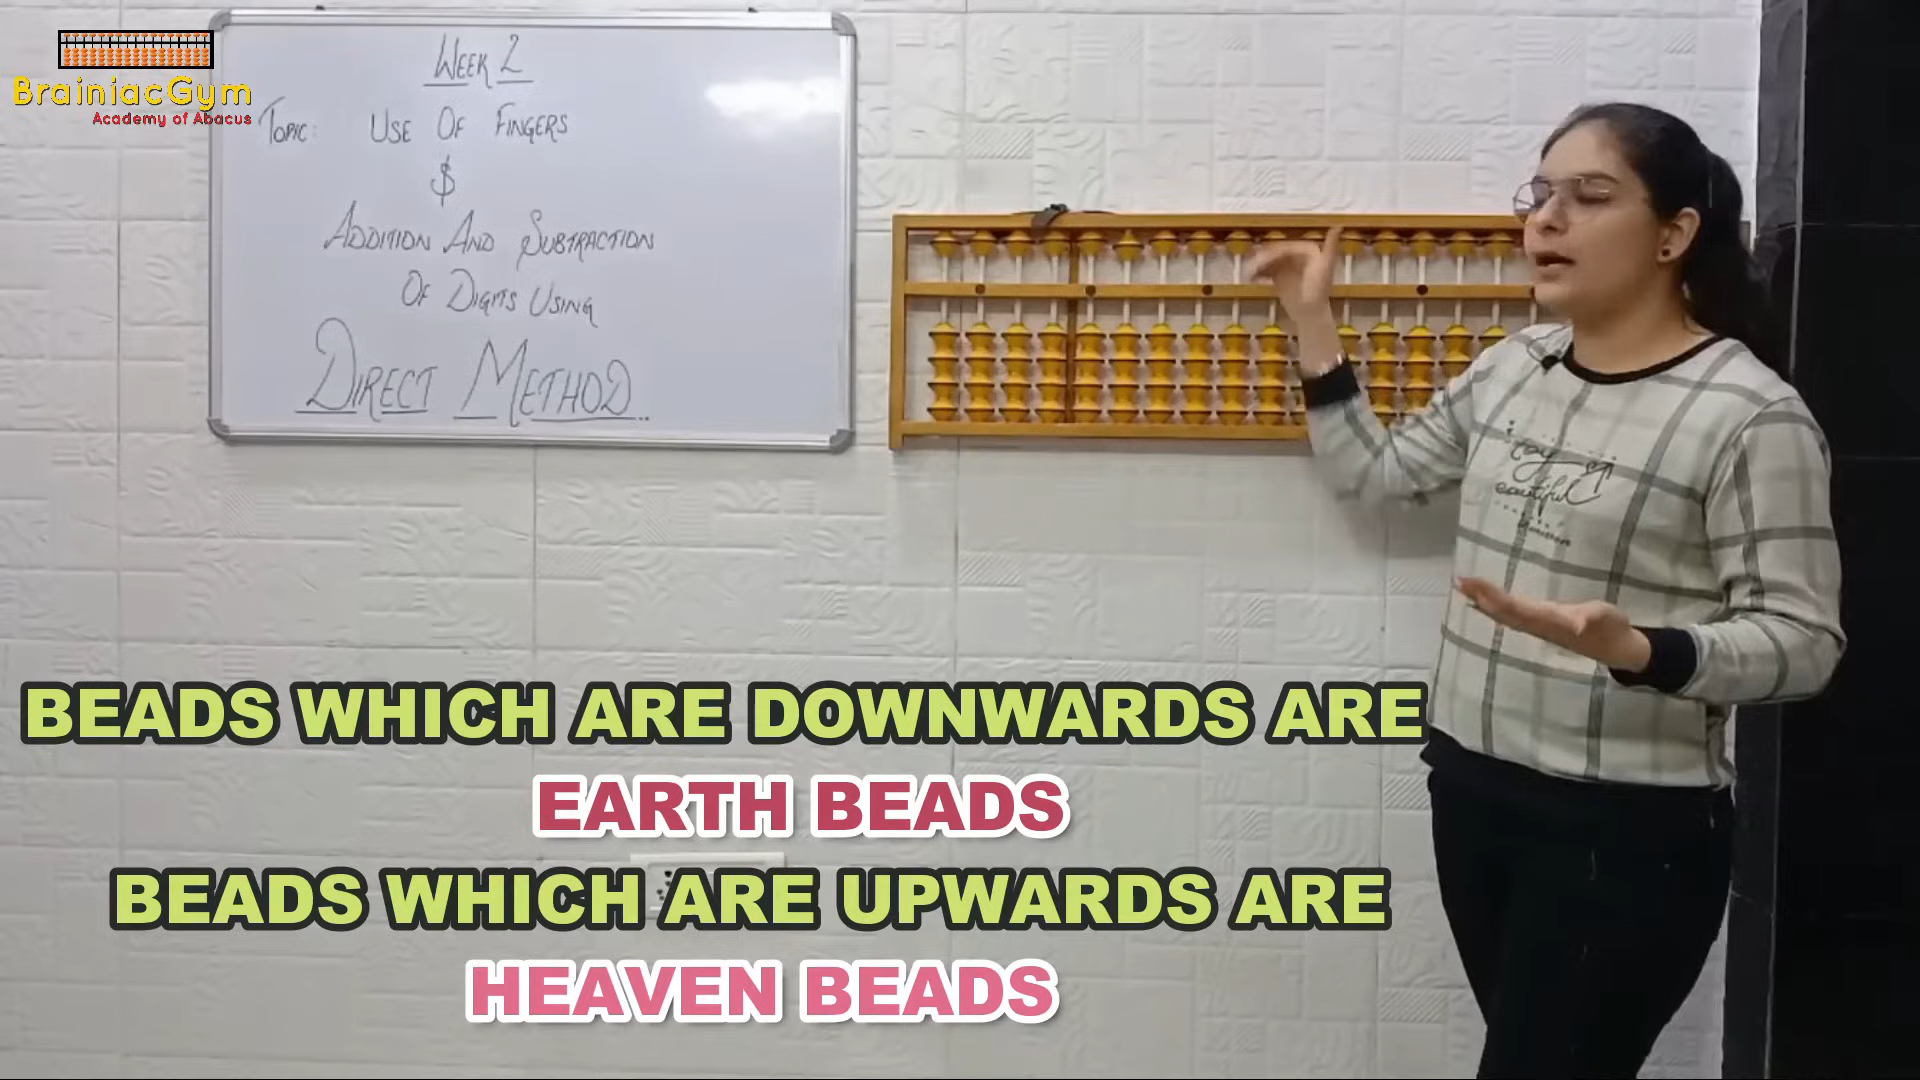 BrainiacGym
Academy of Abacus
WEEK 2
TOPIC: USE OF FINGERS
$
ADDITION AND SUBTRACTION
OF DIGITS USING
DIRECT METHOD..
BEADS WHICH ARE DOWNWARDS ARE
EARTH BEADS
BEADS WHICH ARE UPWARDS ARE
HEAVEN BEADS